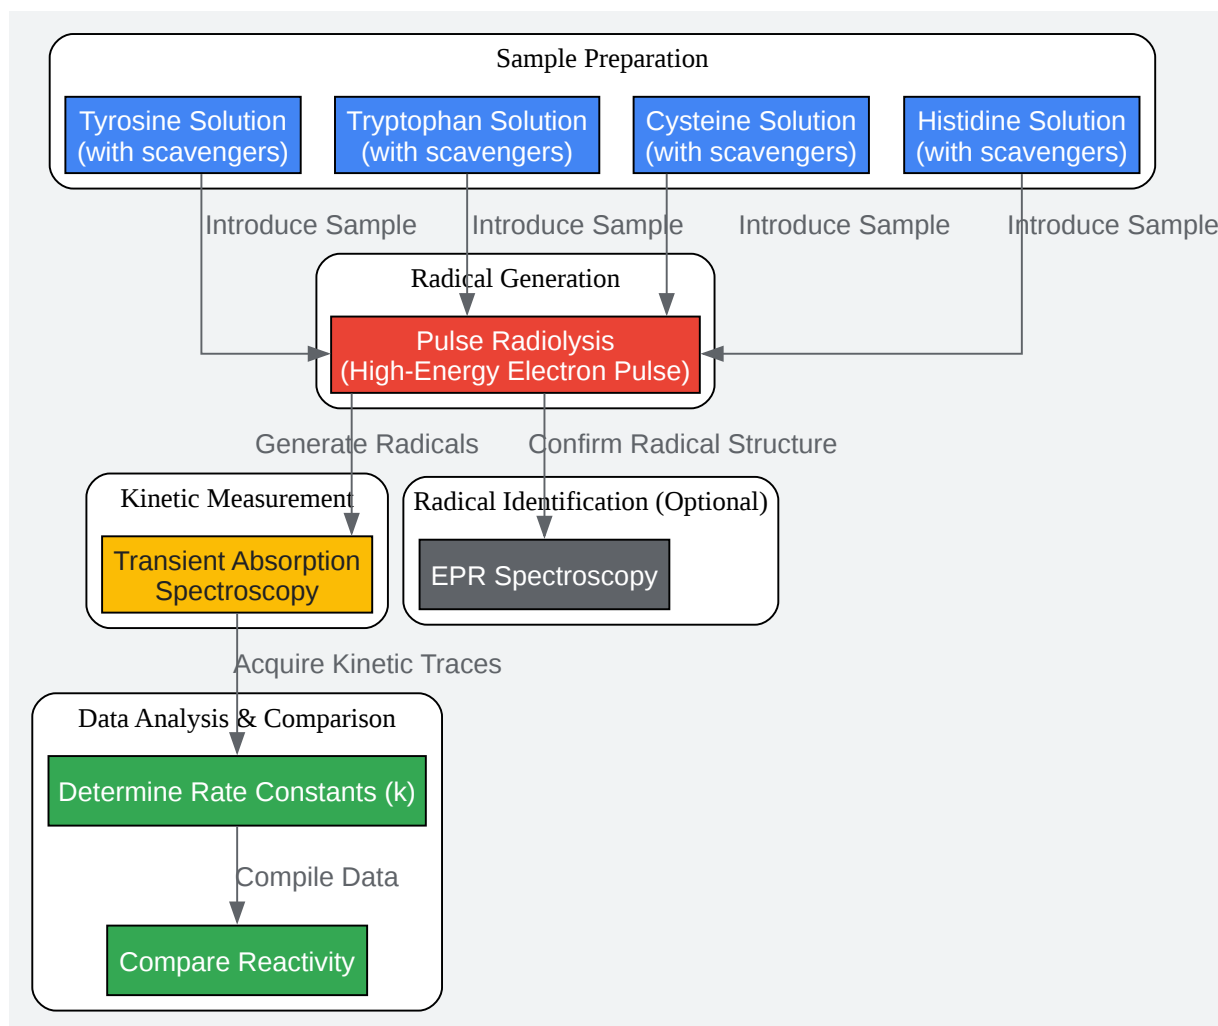 Sample Preparation
Tyrosine Solution
(with scavengers)
Tryptophan Solution
(with scavengers)
Cysteine Solution
(with scavengers)
Histidine Solution
(with scavengers)
Introduce Sample
Introduce Sample
Introduce Sample
Introduce Sample
Radical Generation
Pulse Radiolysis
(High-Energy Electron Pulse)
Generate Radicals
Confirm Radical Structure
Kinetic Measurement
Transient Absorption
Spectroscopy
Radical Identification (Optional)
EPR Spectroscopy
Acquire Kinetic Traces
Data Analysis & Comparison
Determine Rate Constants (k)
Compile Data
Compare Reactivity